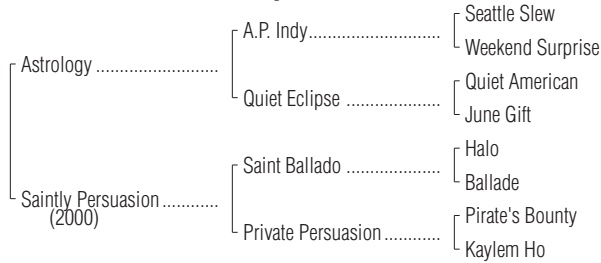 Seattle Slew
A.P. Indy............................
Weekend Surprise
Astrology ..........................
Quiet American
Quiet Eclipse ....................
June Gift
Halo
Saint Ballado ....................
Ballade
Saintly Persuasion ............
(2000)
Pirate's Bounty
Private Persuasion ............
Kaylem Ho